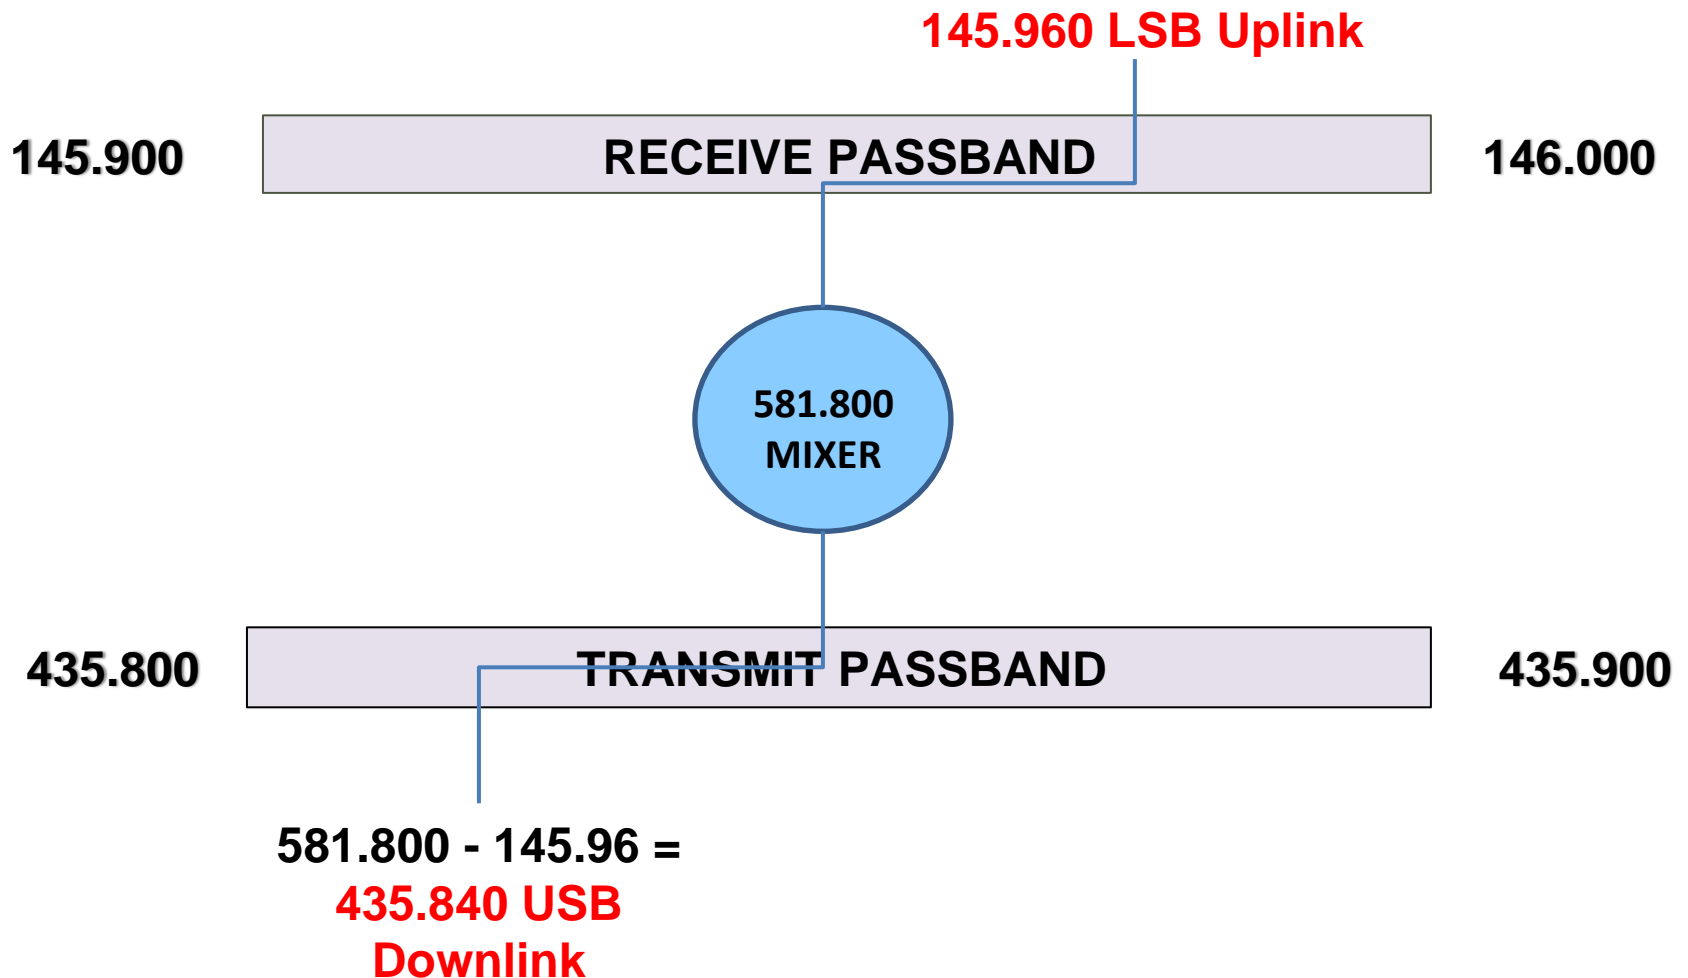 145.960 LSB Uplink
145.900
RECEIVE PASSBAND
146.000
581.800
MIXER
435.800
TRANSMIT PASSBAND
435.900
581.800 - 145.96 =
435.840 USB
Downlink